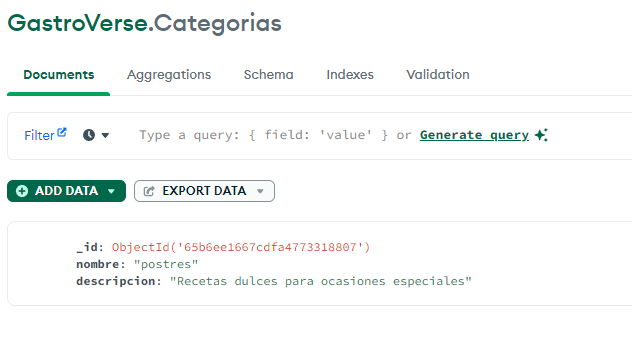 GastroVerse.Categorias
Documents Aggregations Schema Indexes Validation
Filter Type a query: { field: 'value' } or Generate query
ADD DATA EXPORT DATA
_id: ObjectId('65b6ee1667cdfa4773318807')
nombre: "postres"
descripcion: "Recetas dulces para ocasiones especiales"